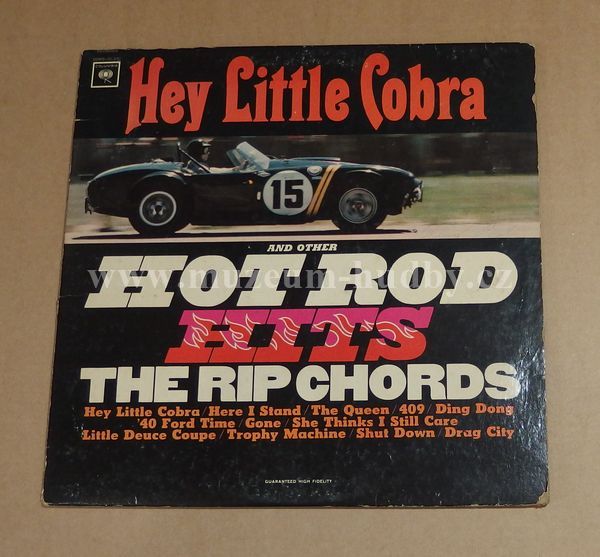 COLUMBIA
Hey Little Cobra
15
AND OTHER
HOT ROD
www.muzeum-hudby.cz
HITS
THE RIP CHORDS
Hey Little Cobra / Here I Stand / The Queen / 409 / Ding Dong
'40 Ford Time / Gone / She Thinks I Still Care
Little Deuce Coupe / Trophy Machine / Shut Down / Drag City
GUARANTEED HIGH FIDELITY